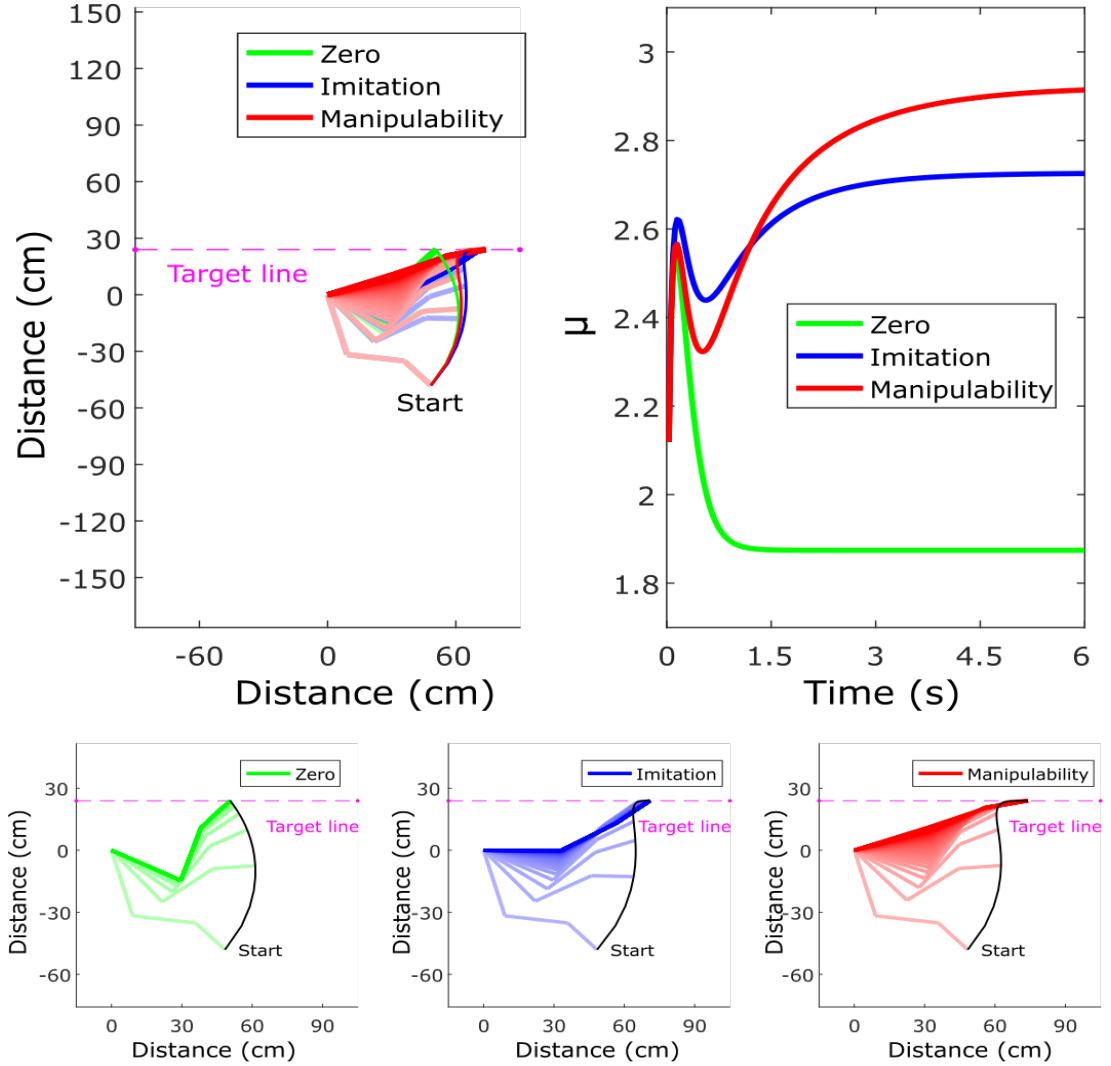 150
120
90
60
30
0
-30
-60
-90
-120
-150
Distance (cm)
Zero
Imitation
Manipulability
Target line
Start
-60 0 60
Distance (cm)
3
2.8
2.6
2.4
2.2
2
1.8
μ
Zero
Imitation
Manipulability
0 1.5 3 4.5 6
Time (s)
30
0
-30
-60
Distance (cm)
Zero
Target line
Start
0 30 60 90
Distance (cm)
30
0
-30
-60
Distance (cm)
Imitation
Target line
Start
0 30 60 90
Distance (cm)
30
0
-30
-60
Distance (cm)
Manipulability
Target line
Start
0 30 60 90
Distance (cm)